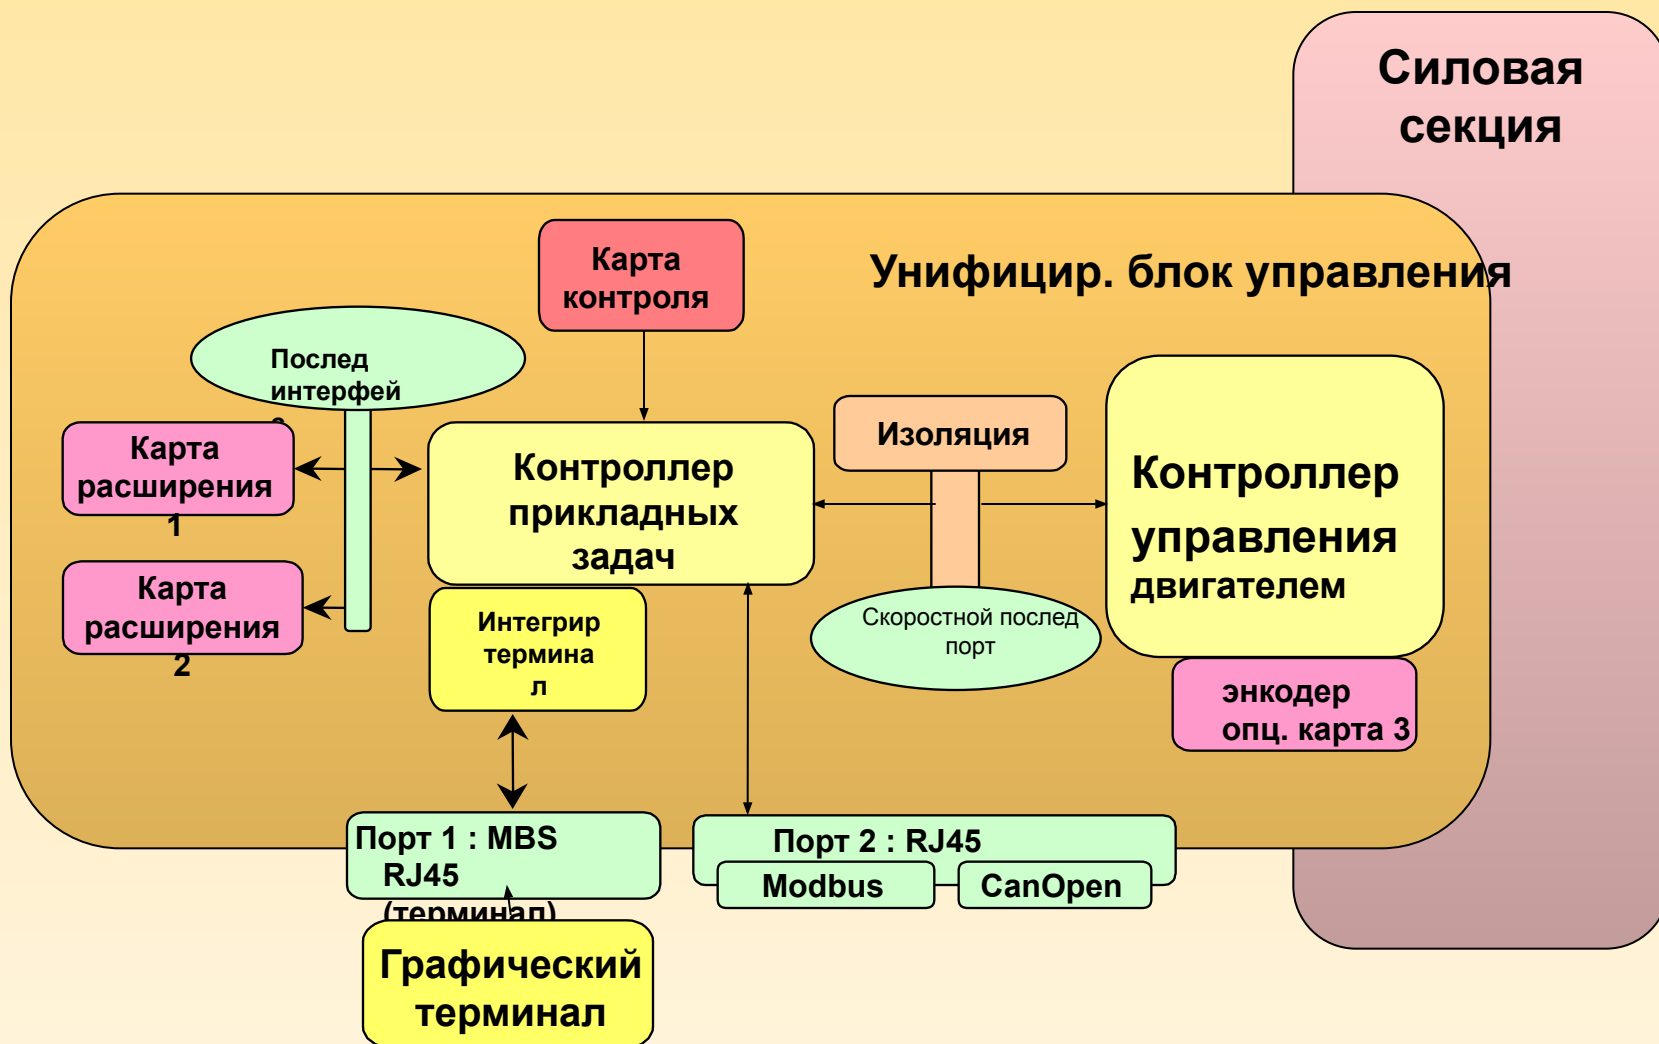 Силовая
секция
Унифицир. блок управления
Карта
контроля
Послед
интерфей
Карта
расширения
1
Карта
расширения
2
Контроллер
прикладных
задач
Интегрир
термина
л
Изоляция
Скоростной послед
порт
Контроллер
управления
двигателем
энкодер
опц. карта 3
Порт 1 : MBS
RJ45
(терминал)
Порт 2 : RJ45
Modbus
CanOpen
Графический
терминал